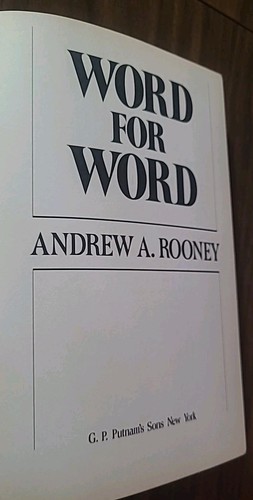 WORD
FOR
WORD
ANDREW A. ROONEY
G. P. Putnam's Sons New York